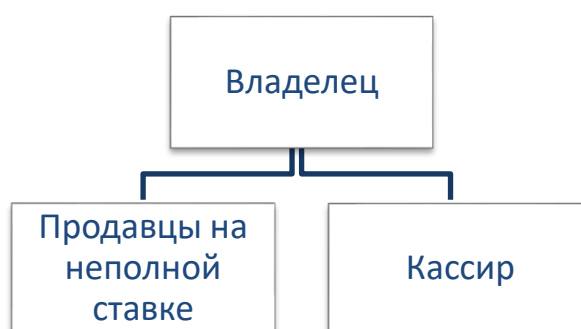 Владелец
Продавцы на
неполной
ставке
Кассир